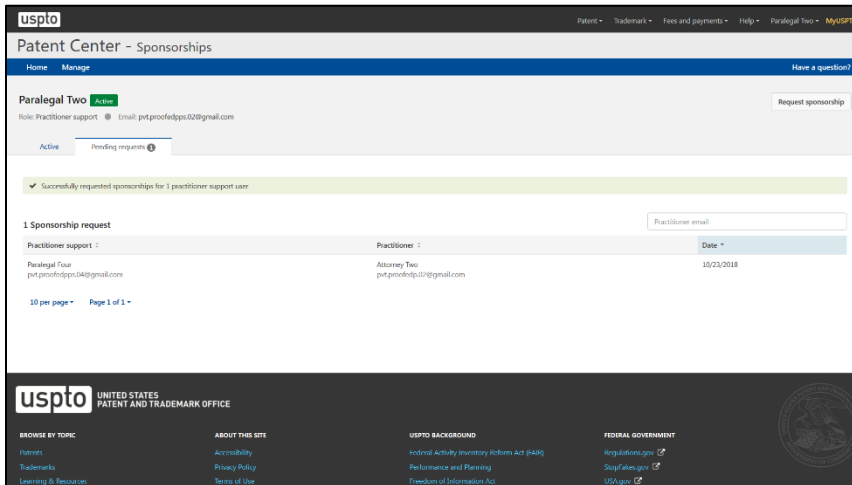 uspto
Patent Trademark Fees and payments Help Paralegal Two MyUSPT
Patent Center - Sponsorships
Home Manage Have a question?
Paralegal Two Active
Request sponsorship
Role: Practitioner support Email: pvt.proofedpps.02@gmail.com
Active Pending requests 1
Successfully requested sponsorships for 1 practitioner support user
1 Sponsorship request
Practitioner email
Practitioner support Practitioner Date
Paralegal Four Attorney Two 10/23/2018
pvt.proofedpps.04@gmail.com pvt.proofedp.02@gmail.com
10 per page Page 1 of 1
uspto UNITED STATES
PATENT AND TRADEMARK OFFICE
BROWSE BY TOPIC ABOUT THIS SITE USPTO BACKGROUND FEDERAL GOVERNMENT
Patents Accessibility Federal Activity Inventory Reform Act (FAIR) Regulations.gov
Trademarks Privacy Policy Performance and Planning StopFakes.gov
Learning & Resources Terms of Use Freedom of Information Act USA.gov